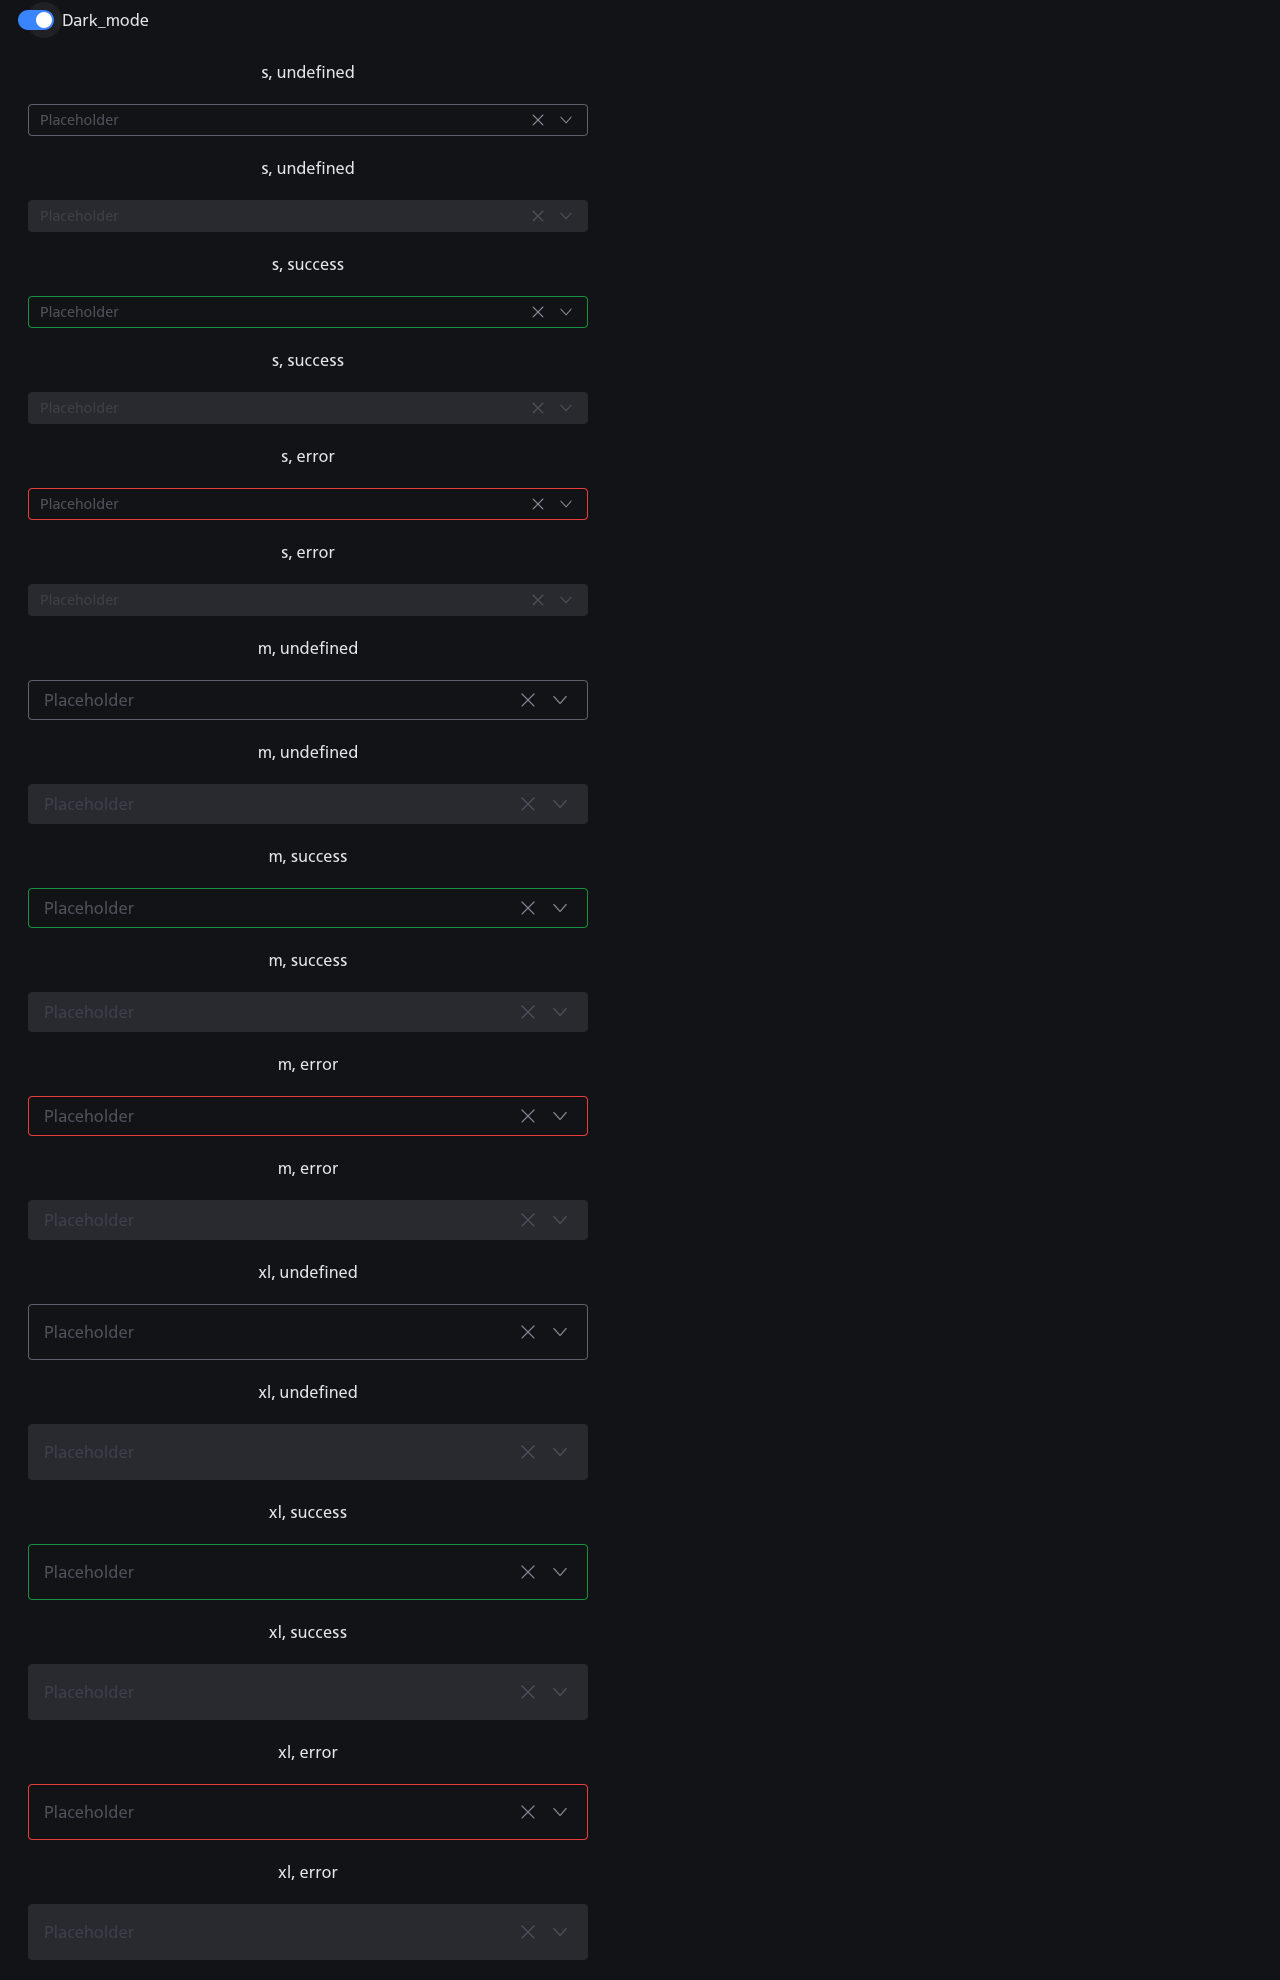 Dark_mode
s, undefined
Placeholder
s, undefined
Placeholder
s, success
Placeholder
s, success
Placeholder
s, error
Placeholder
s, error
Placeholder
m, undefined
Placeholder
m, undefined
Placeholder
m, success
Placeholder
m, success
Placeholder
m, error
Placeholder
m, error
Placeholder
xl, undefined
Placeholder
xl, undefined
Placeholder
xl, success
Placeholder
xl, success
Placeholder
xl, error
Placeholder
xl, error
Placeholder